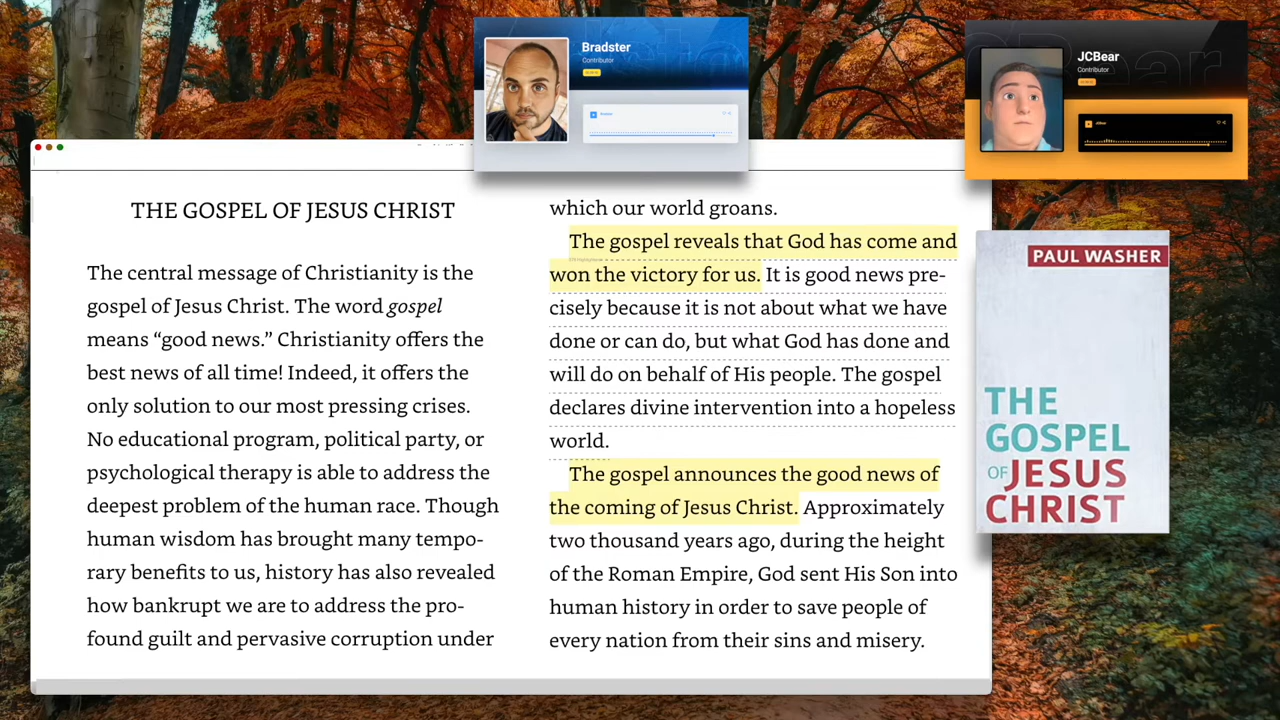 Bradster
Contributor
JCBear
Contributor
THE GOSPEL OF JESUS CHRIST
The central message of Christianity is the
gospel of Jesus Christ. The word gospel
means “good news.” Christianity offers the
best news of all time! Indeed, it offers the
only solution to our most pressing crises.
No educational program, political party, or
psychological therapy is able to address the
deepest problem of the human race. Though
human wisdom has brought many tempo-
rary benefits to us, history has also revealed
how bankrupt we are to address the pro-
found guilt and pervasive corruption under
which our world groans.
The gospel reveals that God has come and
won the victory for us. It is good news pre-
cisely because it is not about what we have
done or can do, but what God has done and
will do on behalf of His people. The gospel
declares divine intervention into a hopeless
world.
The gospel announces the good news of
the coming of Jesus Christ. Approximately
two thousand years ago, during the height
of the Roman Empire, God sent His Son into
human history in order to save people of
every nation from their sins and misery.
PAUL WASHER
THE
GOSPEL
OF JESUS
CHRIST